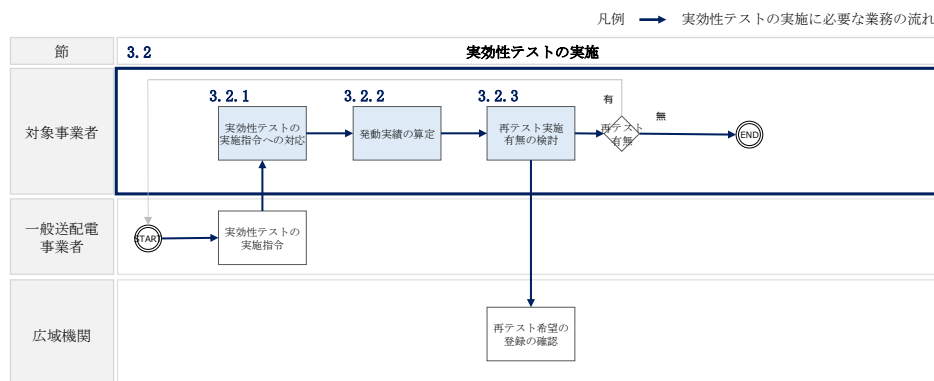 凡例 実効性テストの実施に必要な業務の流れ
節 3.2 実効性テストの実施
対象事業者
3.2.1
実効性テストの
実施指令への対応
3.2.2
発動実績の算定
3.2.3
再テスト実施
有無の検討
再テスト
有無
有
無
END
一般送配電
事業者
START
実効性テストの
実施指令
広域機関
再テスト希望の
登録の確認